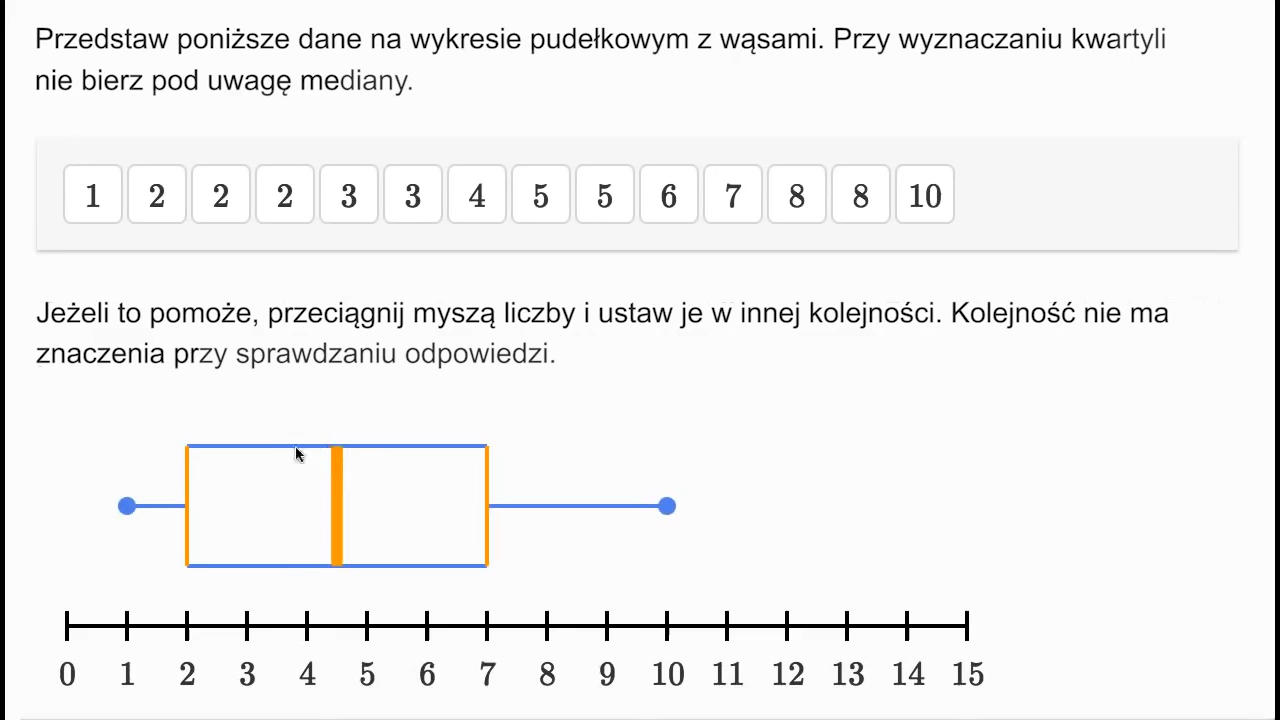 Przedstaw poniższe dane na wykresie pudełkowym z wąsami. Przy wyznaczaniu kwartyli
nie bierz pod uwagę mediany.
1 2 2 2 3 3 4 5 5 6 7 8 8 10
Jeżeli to pomoże, przeciągnij myszą liczby i ustaw je w innej kolejności. Kolejność nie ma
znaczenia przy sprawdzaniu odpowiedzi.
0 1 2 3 4 5 6 7 8 9 10 11 12 13 14 15